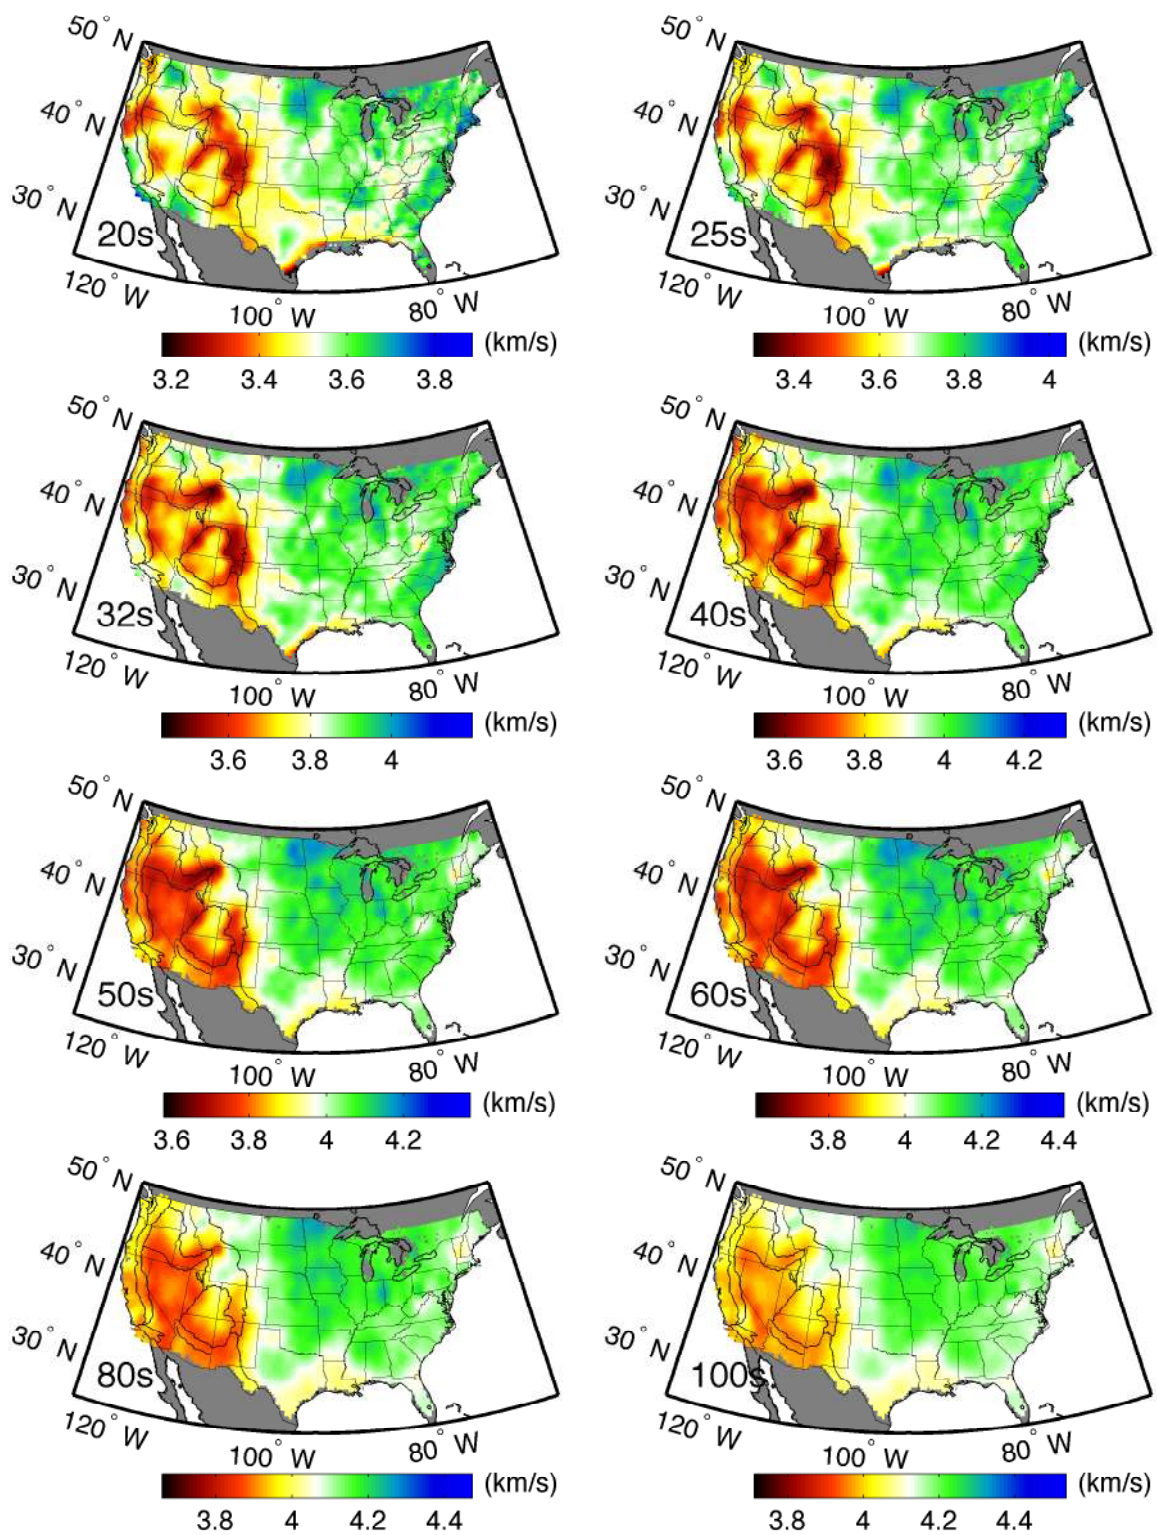 50° N
50° N
40° N
40° N
30° N
30° N
20s
25s
120° W
100° W
80° W
120° W
100° W
80° W
(km/s)
(km/s)
3.2 3.4 3.6 3.8
3.4 3.6 3.8 4
50° N
50° N
40° N
40° N
30° N
30° N
32s
40s
120° W
100° W
80° W
120° W
100° W
80° W
(km/s)
(km/s)
3.6 3.8 4
3.6 3.8 4 4.2
50° N
50° N
40° N
40° N
30° N
30° N
50s
60s
120° W
100° W
80° W
120° W
100° W
80° W
(km/s)
(km/s)
3.6 3.8 4 4.2
3.8 4 4.2 4.4
50° N
50° N
40° N
40° N
30° N
30° N
80s
100s
120° W
100° W
80° W
120° W
100° W
80° W
(km/s)
(km/s)
3.8 4 4.2 4.4
3.8 4 4.2 4.4